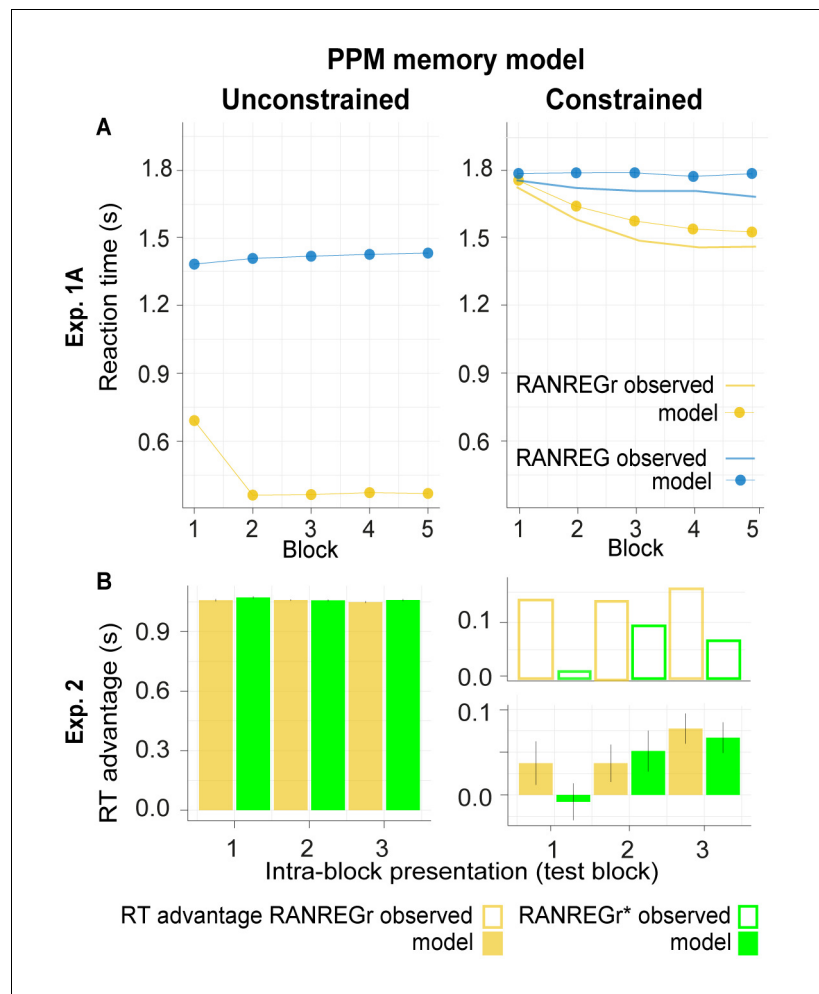 PPM memory model
Unconstrained
Constrained
A
Exp. 1A
Reaction time (s)
1.8
1.5
1.2
0.9
0.6
1 2 3 4 5
Block
1.8
1.5
1.2
0.9
0.6
RANREGr observed
model
RANREG observed
model
1 2 3 4 5
Block
B
Exp. 2
RT advantage (s)
0.9
0.6
0.3
0.0
1 2 3
0.1
0.0
0.1
0.0
1 2 3
Intra-block presentation (test block)
RT advantage RANREGr observed
model
RANREGr* observed
model